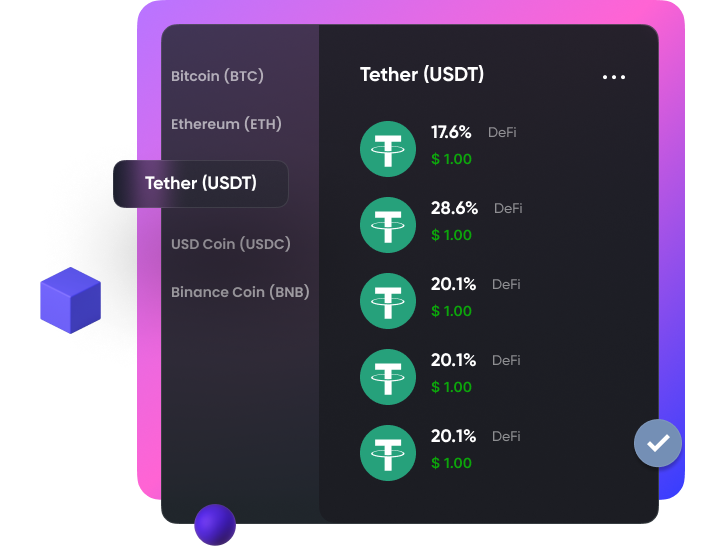 Bitcoin (BTC)
Ethereum (ETH)
Tether (USDT)
USD Coin (USDC)
Binance Coin (BNB)
Tether (USDT)
17.6% DeFi
$ 1.00
28.6% DeFi
$ 1.00
20.1% DeFi
$ 1.00
20.1% DeFi
$ 1.00
20.1% DeFi
$ 1.00